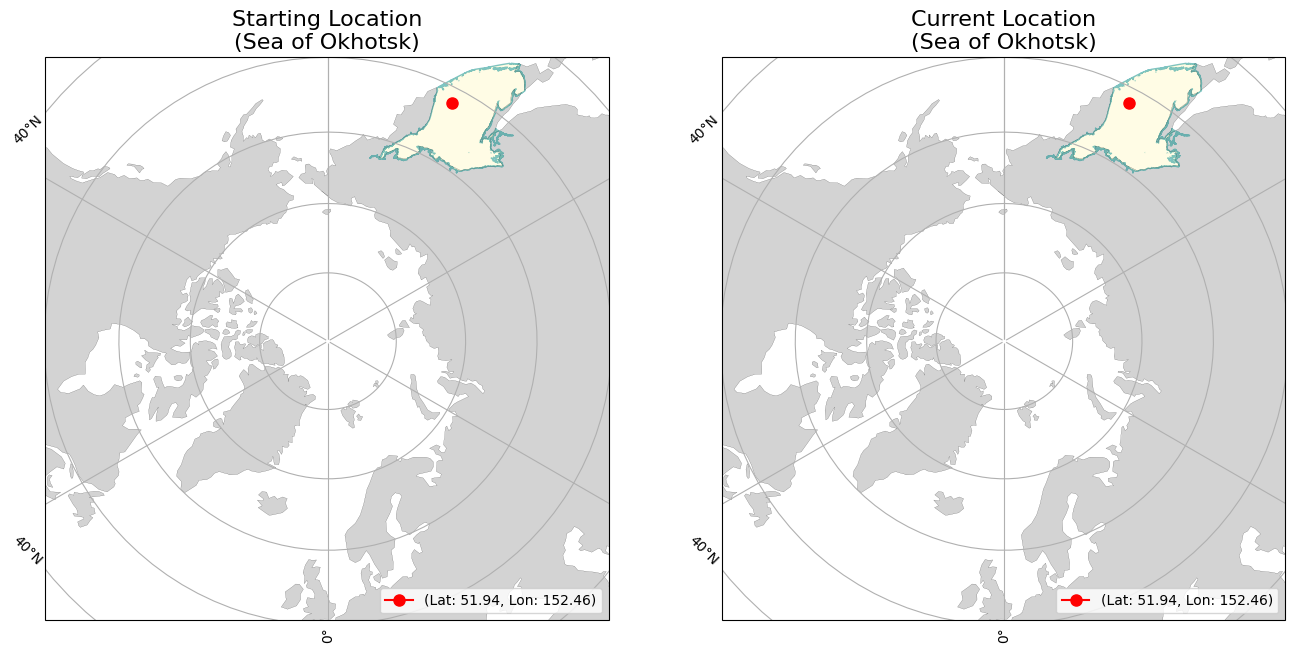 Starting Location
(Sea of Okhotsk)
40°N
40°N
0°
(Lat: 51.94, Lon: 152.46)
Current Location
(Sea of Okhotsk)
40°N
40°N
0°
(Lat: 51.94, Lon: 152.46)